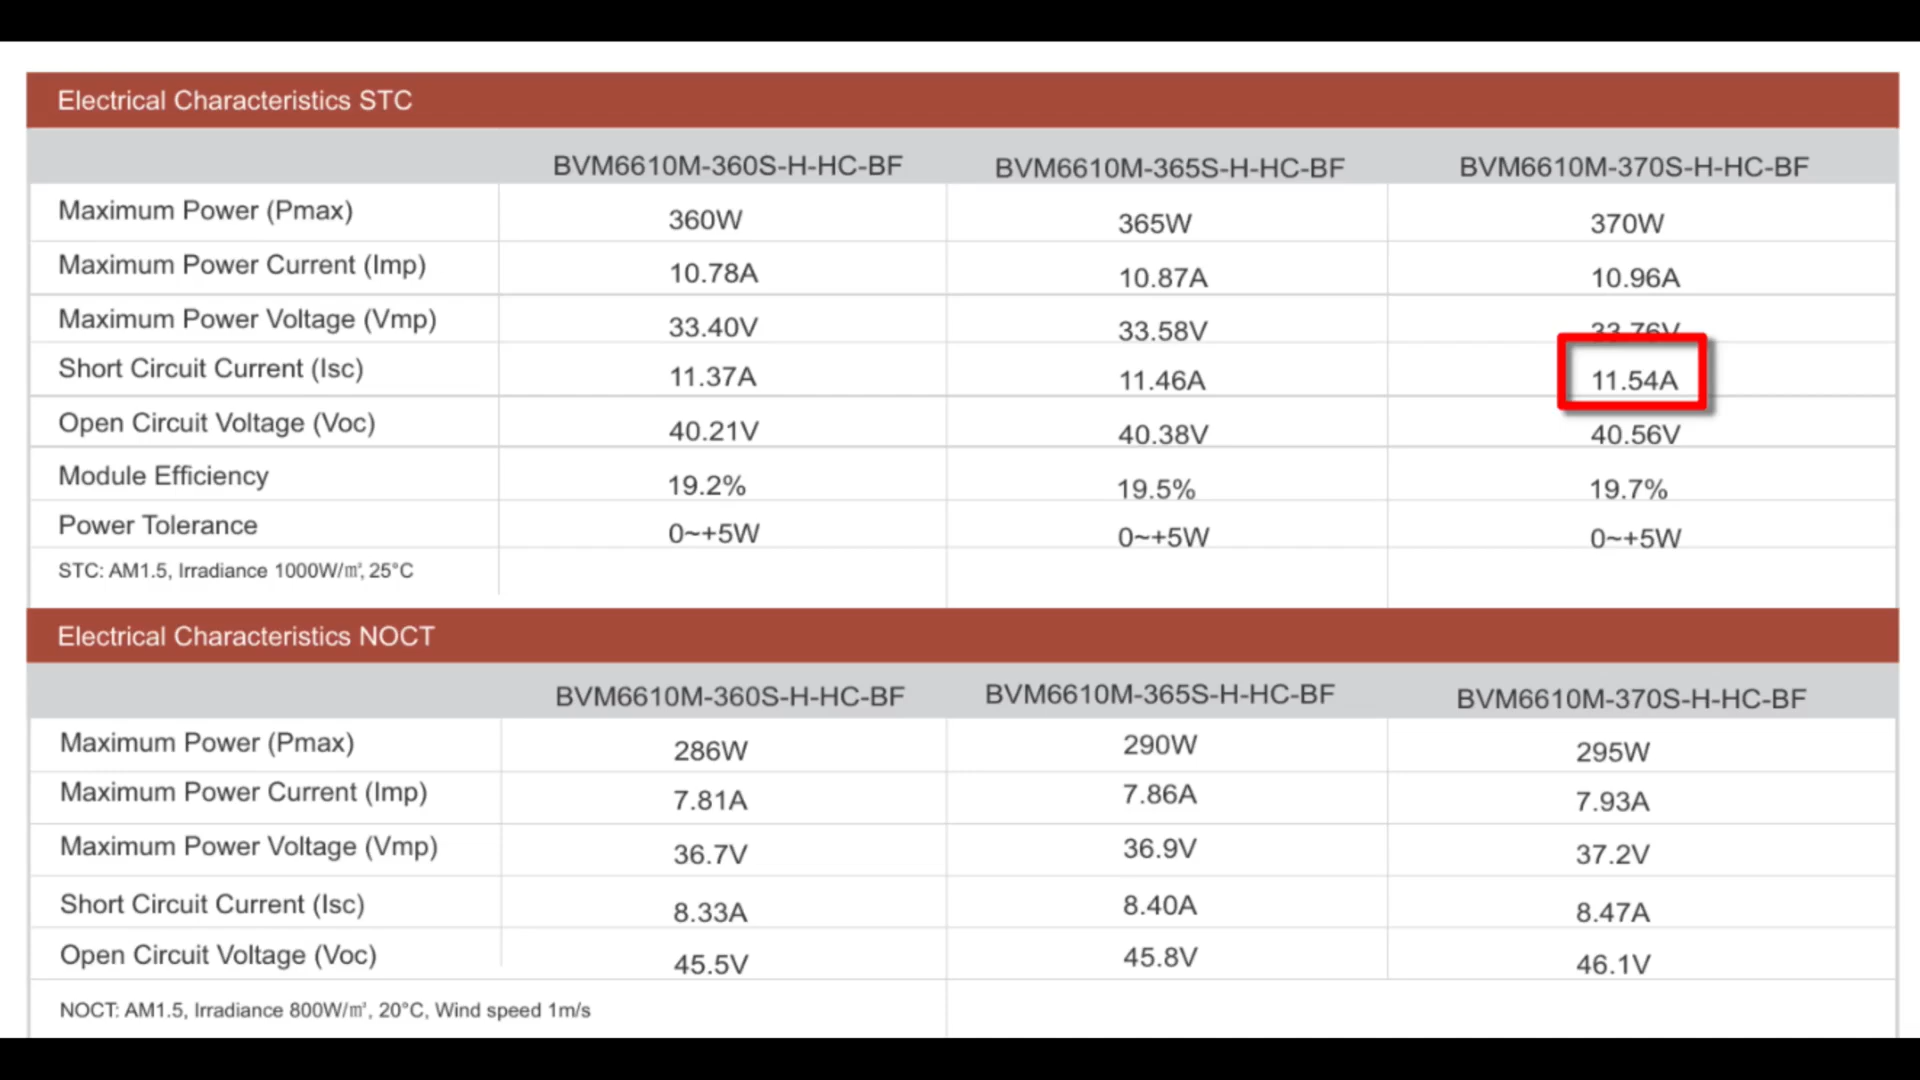 Electrical Characteristics STC
BVM6610M-360S-H-HC-BF BVM6610M-365S-H-HC-BF BVM6610M-370S-H-HC-BF
Maximum Power (Pmax) 360W 365W 370W
Maximum Power Current (Imp) 10.78A 10.87A 10.96A
Maximum Power Voltage (Vmp) 33.40V 33.58V 33.76V
Short Circuit Current (Isc) 11.37A 11.46A 11.54A
Open Circuit Voltage (Voc) 40.21V 40.38V 40.56V
Module Efficiency 19.2% 19.5% 19.7%
Power Tolerance 0~+5W 0~+5W 0~+5W
STC: AM1.5, Irradiance 1000W/㎡, 25°C
Electrical Characteristics NOCT
BVM6610M-360S-H-HC-BF BVM6610M-365S-H-HC-BF BVM6610M-370S-H-HC-BF
Maximum Power (Pmax) 286W 290W 295W
Maximum Power Current (Imp) 7.81A 7.86A 7.93A
Maximum Power Voltage (Vmp) 36.7V 36.9V 37.2V
Short Circuit Current (Isc) 8.33A 8.40A 8.47A
Open Circuit Voltage (Voc) 45.5V 45.8V 46.1V
NOCT: AM1.5, Irradiance 800W/㎡, 20°C, Wind speed 1m/s